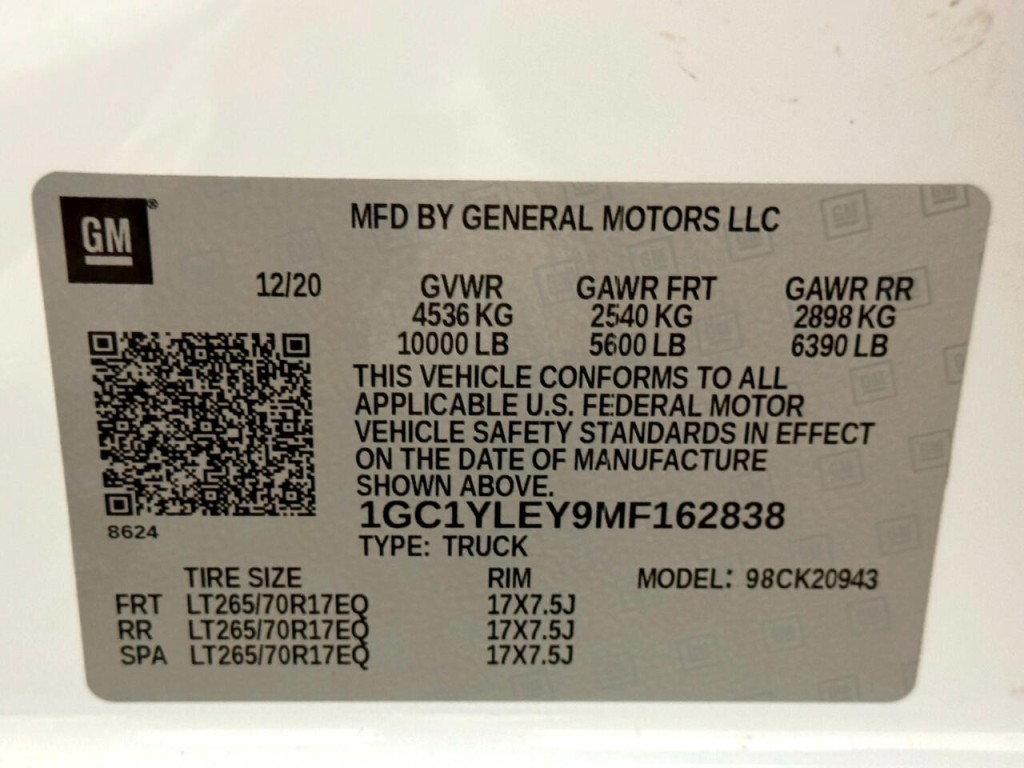 GM®
MFD BY GENERAL MOTORS LLC
12/20 GVWR GAWR FRT GAWR RR
4536 KG 2540 KG 2898 KG
10000 LB 5600 LB 6390 LB
THIS VEHICLE CONFORMS TO ALL
APPLICABLE U.S. FEDERAL MOTOR
VEHICLE SAFETY STANDARDS IN EFFECT
ON THE DATE OF MANUFACTURE
SHOWN ABOVE.
1GC1YLEY9MF162838
8624
TYPE: TRUCK
TIRE SIZE RIM MODEL: 98CK20943
FRT LT265/70R17EQ 17X7.5J
RR LT265/70R17EQ 17X7.5J
SPA LT265/70R17EQ 17X7.5J